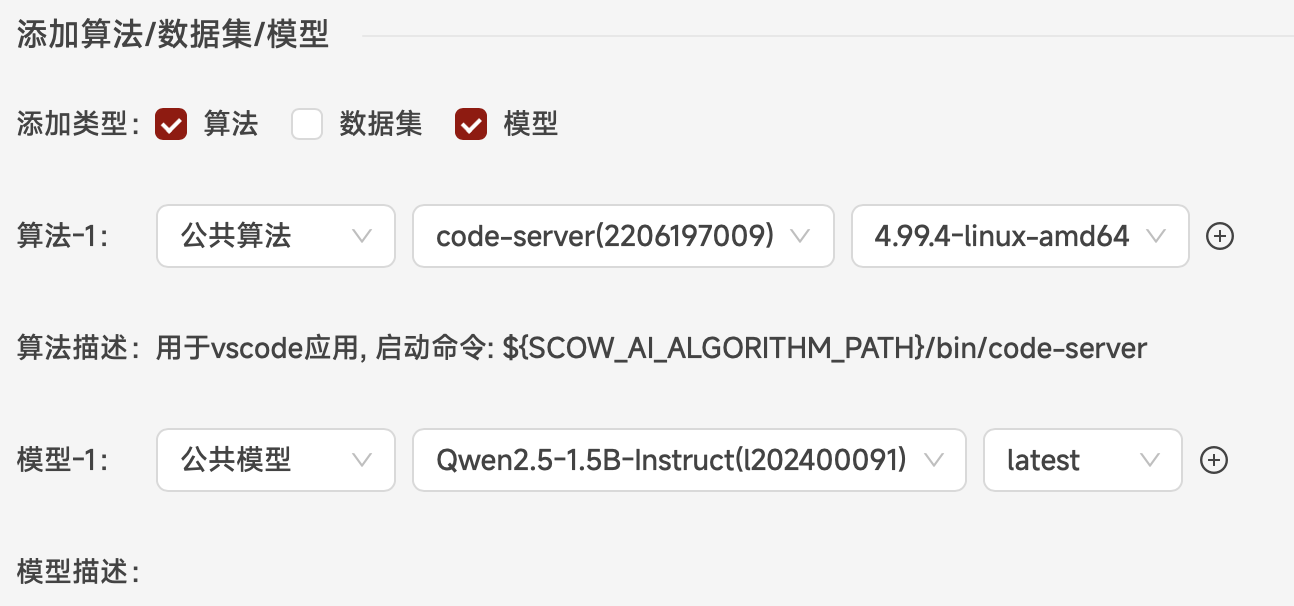 添加算法/数据集/模型
添加类型: 算法 数据集 模型
算法-1: 公共算法 code-server(2206197009) 4.99.4-linux-amd64
算法描述: 用于vscode应用, 启动命令: ${SCOW_AI_ALGORITHM_PATH}/bin/code-server
模型-1: 公共模型 Qwen2.5-1.5B-Instruct(l202400091) latest
模型描述: